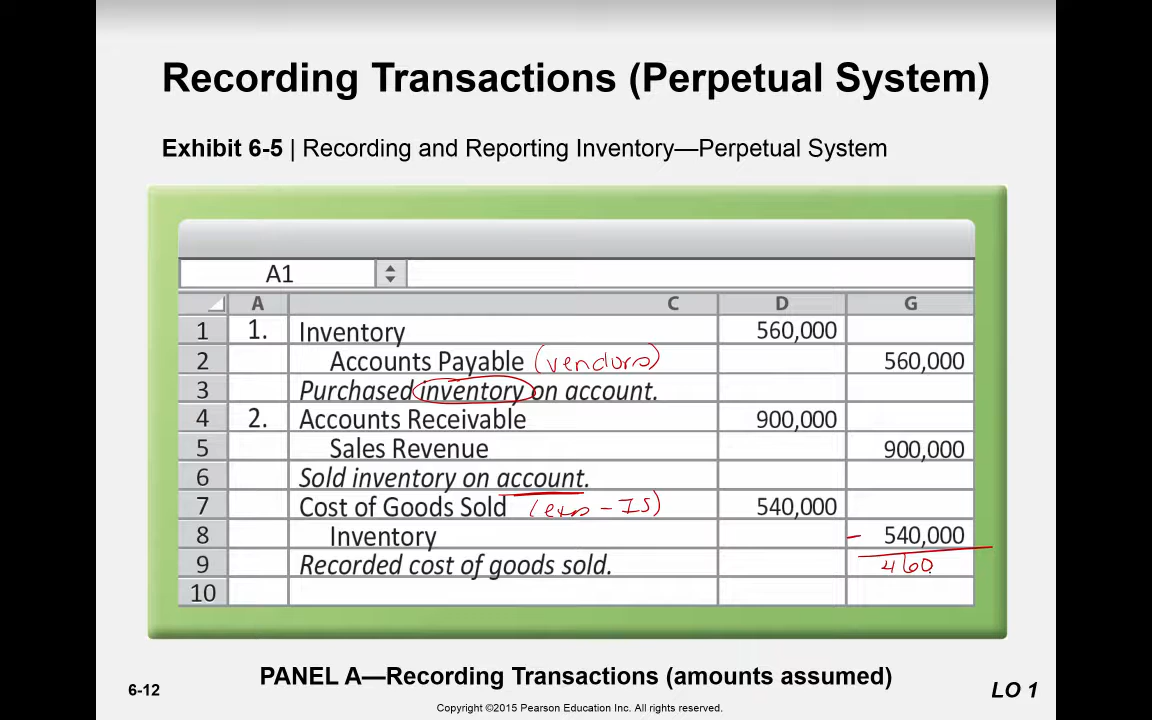 Recording Transactions (Perpetual System)
Exhibit 6-5 | Recording and Reporting Inventory—Perpetual System
A1
A C D G
1 1. Inventory 560,000
2 Accounts Payable (vendors) 560,000
3 Purchased inventory on account.
4 2. Accounts Receivable 900,000
5 Sales Revenue 900,000
6 Sold inventory on account.
7 Cost of Goods Sold (exp - IS) 540,000
8 Inventory - 540,000
9 Recorded cost of goods sold. 460
10
PANEL A—Recording Transactions (amounts assumed)
6-12
LO 1
Copyright ©2015 Pearson Education Inc. All rights reserved.